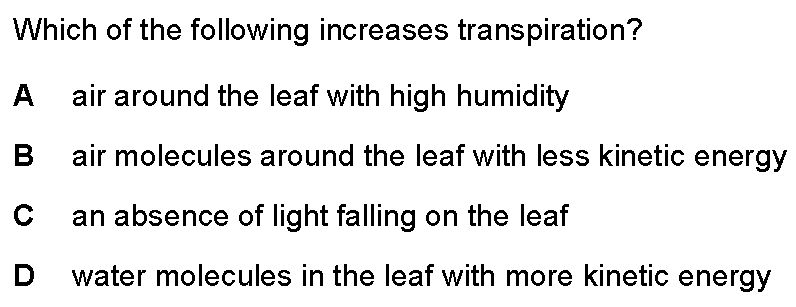 Which of the following increases transpiration?
A air around the leaf with high humidity
B air molecules around the leaf with less kinetic energy
C an absence of light falling on the leaf
D water molecules in the leaf with more kinetic energy